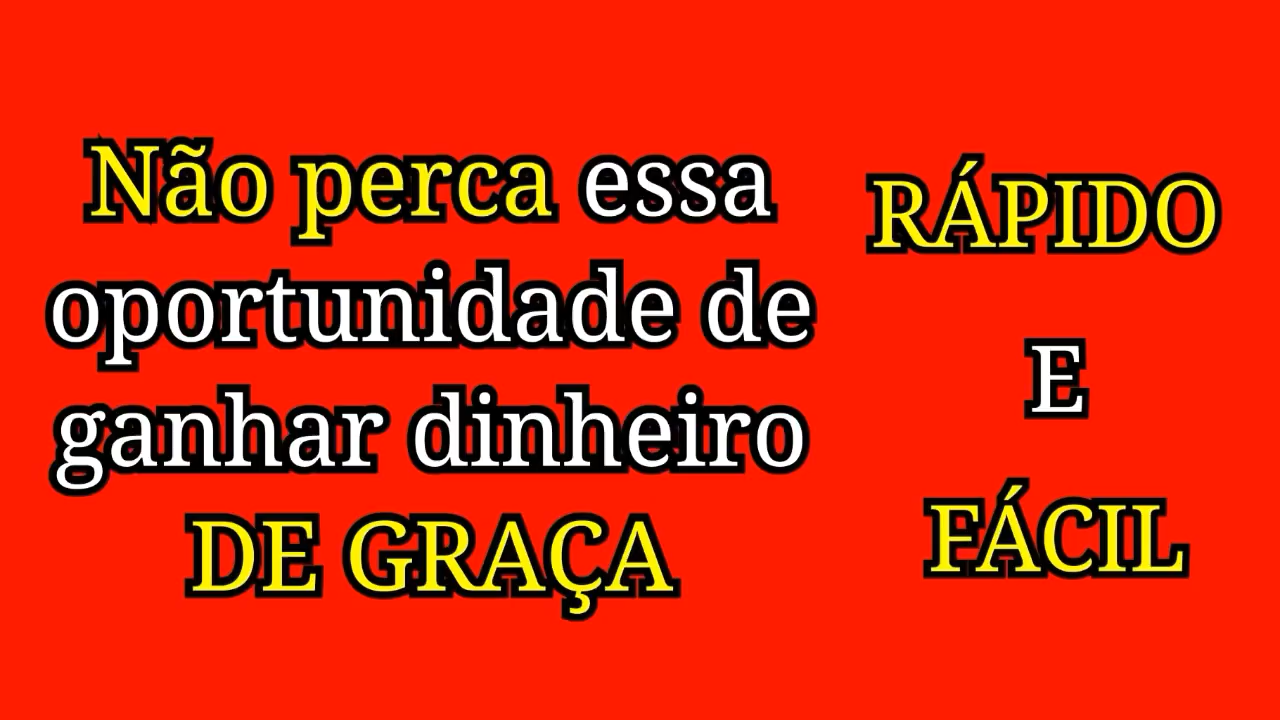 Não perca essa
oportunidade de
ganhar dinheiro
DE GRAÇA
RÁPIDO
E
FÁCIL